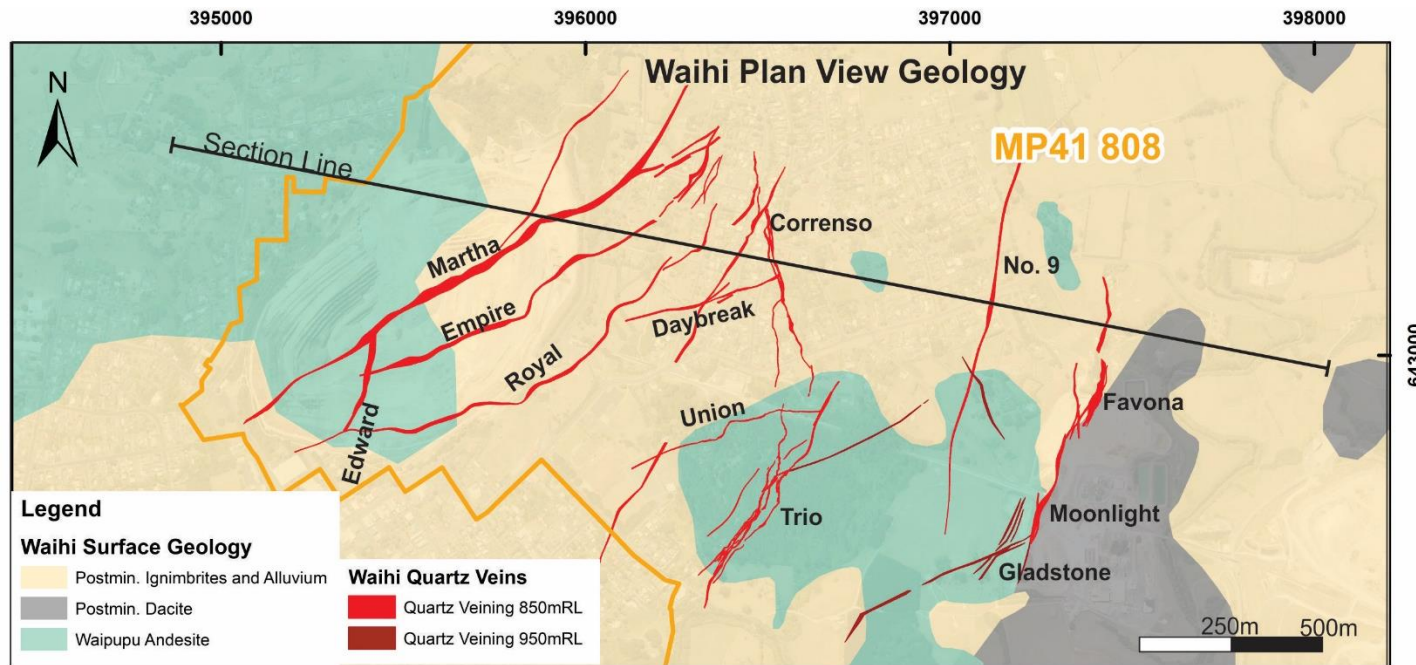 395000
396000
397000
398000
Waihi Plan View Geology
N
MP41 808
Section Line
Correnso
Martha
No. 9
Empire
Daybreak
Royal
643000
Favona
Union
Edward
Trio
Moonlight
Gladstone
Legend
Waihi Surface Geology
Postmin. Ignimbrites and Alluvium
Postmin. Dacite
Waipupu Andesite
Waihi Quartz Veins
Quartz Veining 850mRL
Quartz Veining 950mRL
250m 500m